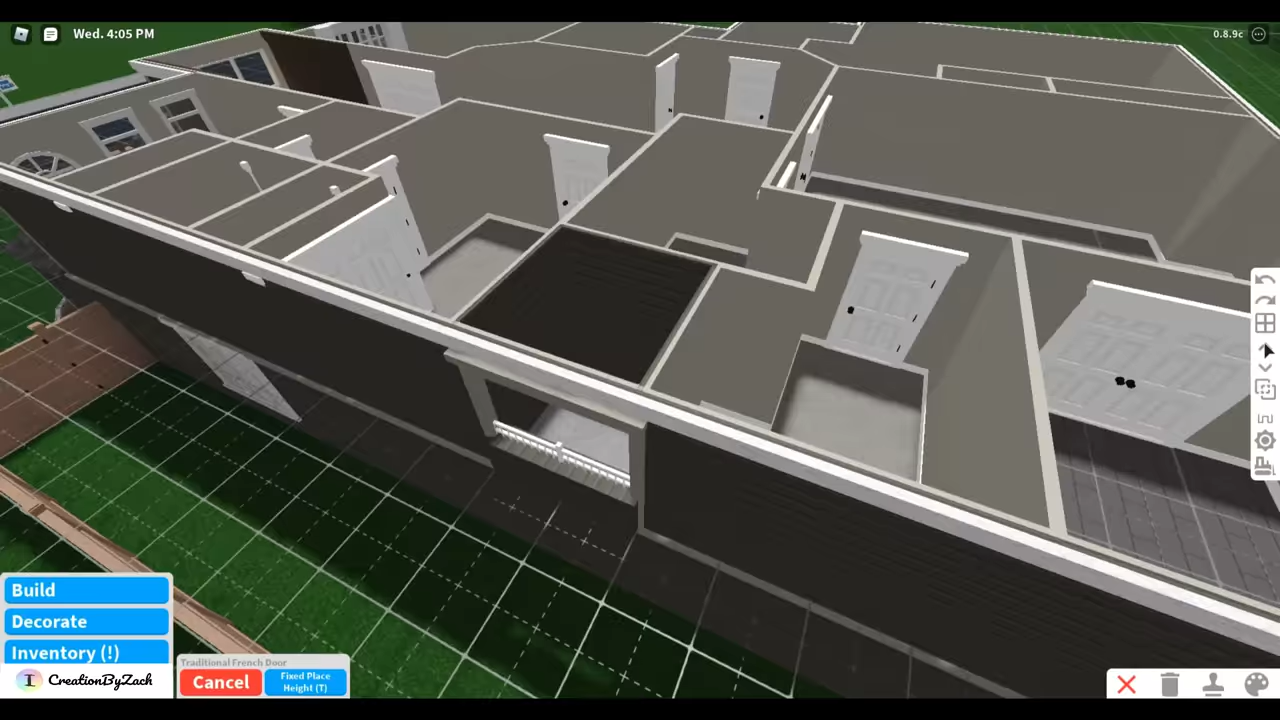 Wed. 4:05 PM
0.8.9c
Build
Decorate
Inventory (!)
CreationByZach
Traditional French Door
Cancel
Fixed Place
Height (T)